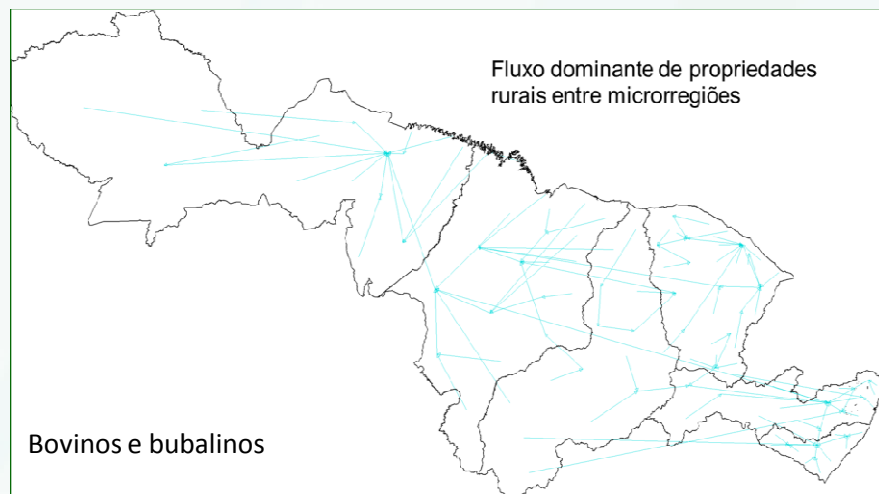 Fluxo dominante de propriedades
rurais entre microrregiões
Bovinos e bubalinos